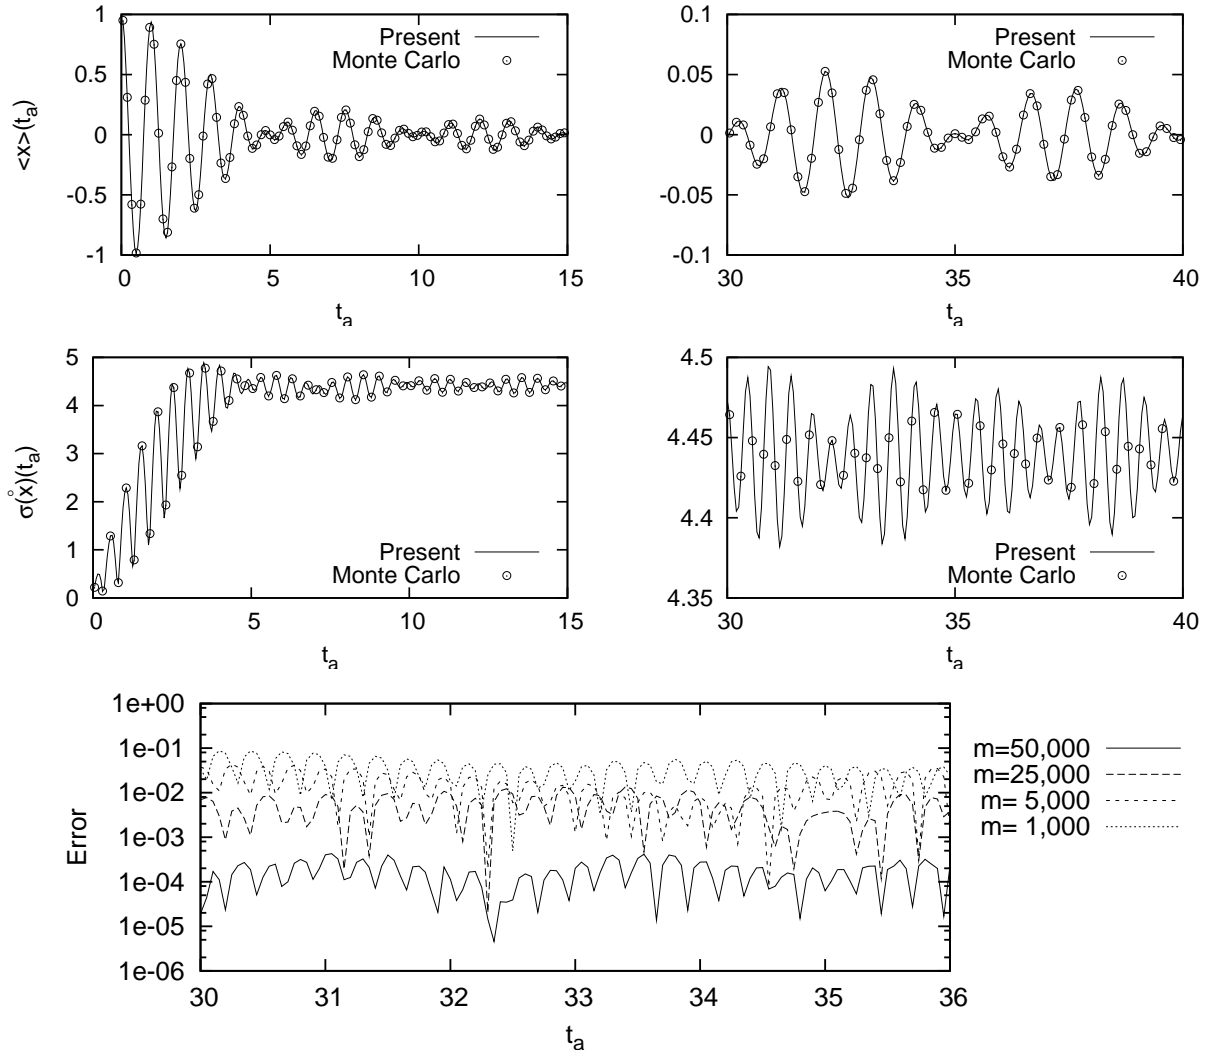 1
0.5
0
-0.5
-1
<x>(t_a)
0 5 10 15
t_a
Present
Monte Carlo
0.1
0.05
0
-0.05
-0.1
30 35 40
t_a
Present
Monte Carlo
5
4
3
2
1
0
σ(x̊)(t_a)
0 5 10 15
t_a
Present
Monte Carlo
4.5
4.45
4.4
4.35
30 35 40
t_a
Present
Monte Carlo
1e+00
1e-01
1e-02
1e-03
1e-04
1e-05
1e-06
Error
30 31 32 33 34 35 36
t_a
m=50,000
m=25,000
m= 5,000
m= 1,000